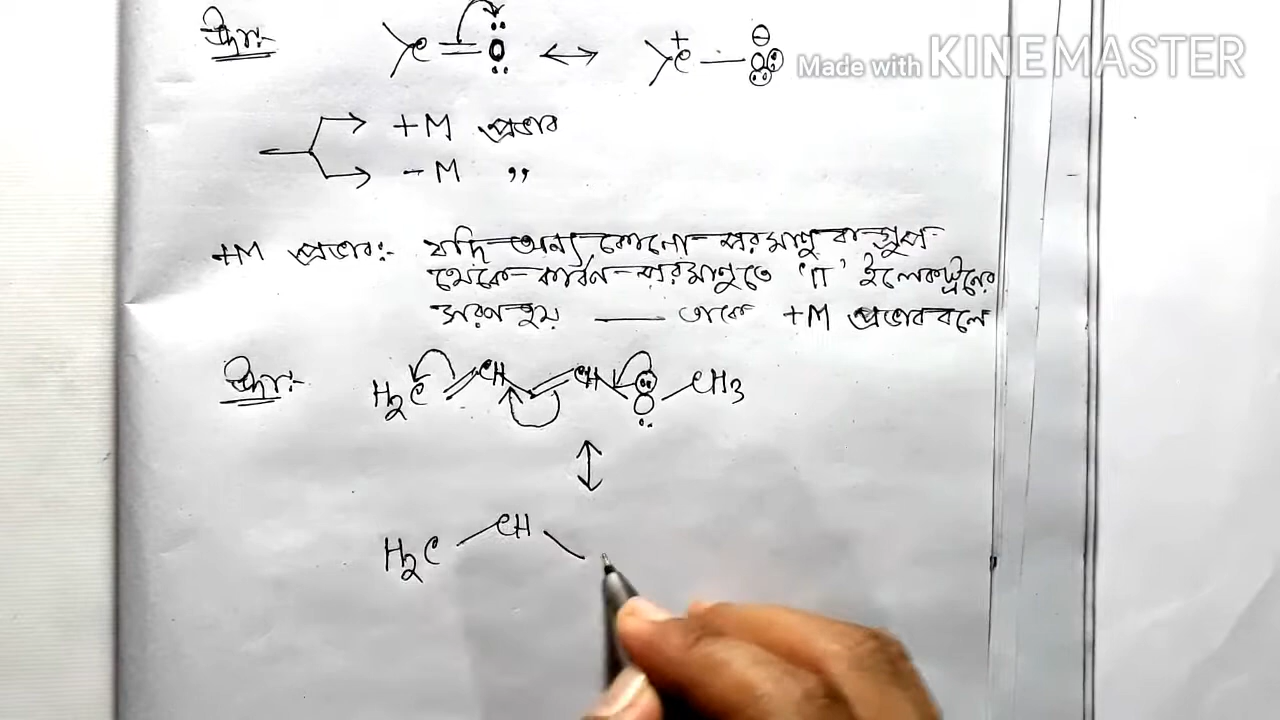 উদাঃ- C = O ↔ C⁺ — O⊖
Made with KINEMASTER
+M প্রভাব
-M ,,
+M প্রভাবঃ- যদি অন্য কোনো পরমাণু বা গ্রুপ
থেকে কার্বন পরমাণুতে 'π' ইলেকট্রনের
সরণ হয় — তাকে +M প্রভাব বলে
উদাঃ- H₂C = CH CH O CH₃
H₂C CH